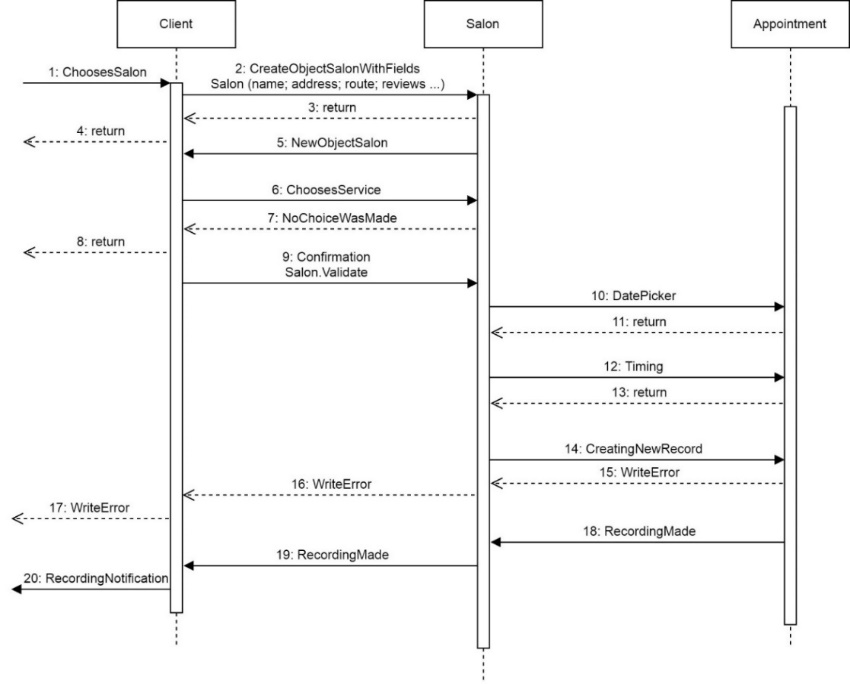 Client
Salon
Appointment
1: ChoosesSalon
2: CreateObjectSalonWithFields
Salon (name; address; route; reviews ...)
3: return
4: return
5: NewObjectSalon
6: ChoosesService
7: NoChoiceWasMade
8: return
9: Confirmation
Salon.Validate
10: DatePicker
11: return
12: Timing
13: return
14: CreatingNewRecord
15: WriteError
16: WriteError
17: WriteError
18: RecordingMade
19: RecordingMade
20: RecordingNotification